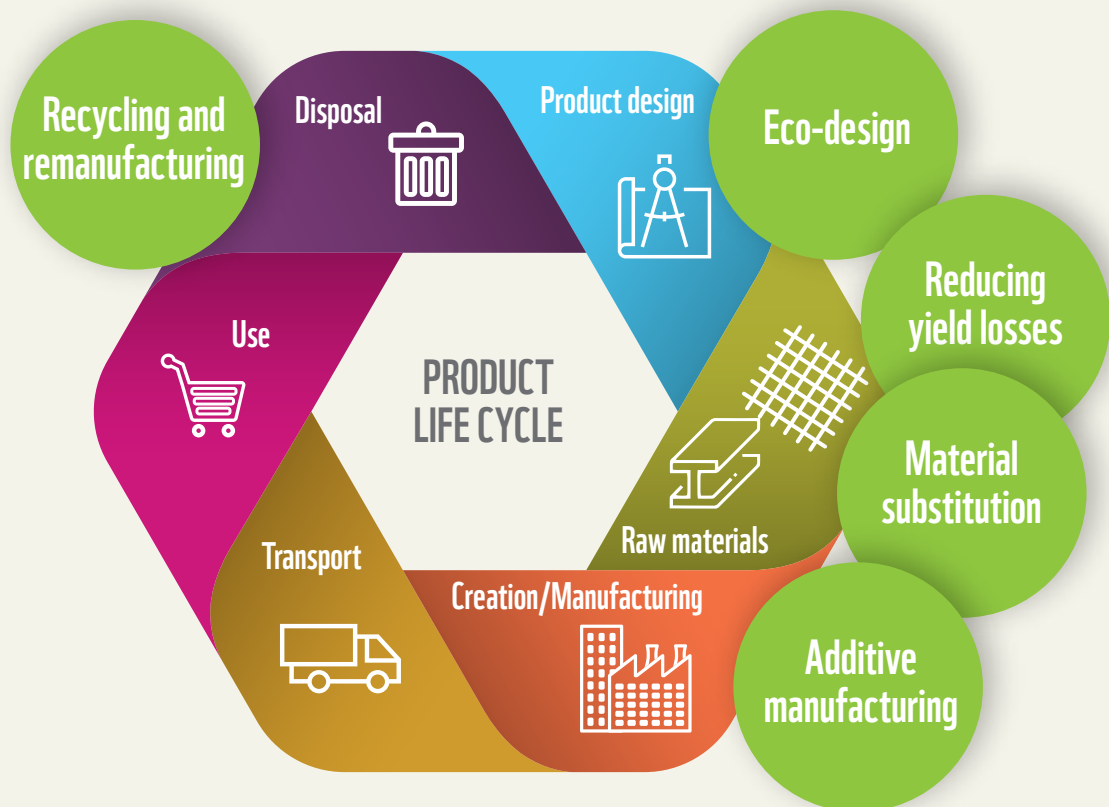 Recycling and
remanufacturing
Disposal
Product design
Eco-design
Reducing
yield losses
Use
PRODUCT
LIFE CYCLE
Material
substitution
Raw materials
Transport
Creation/Manufacturing
Additive
manufacturing